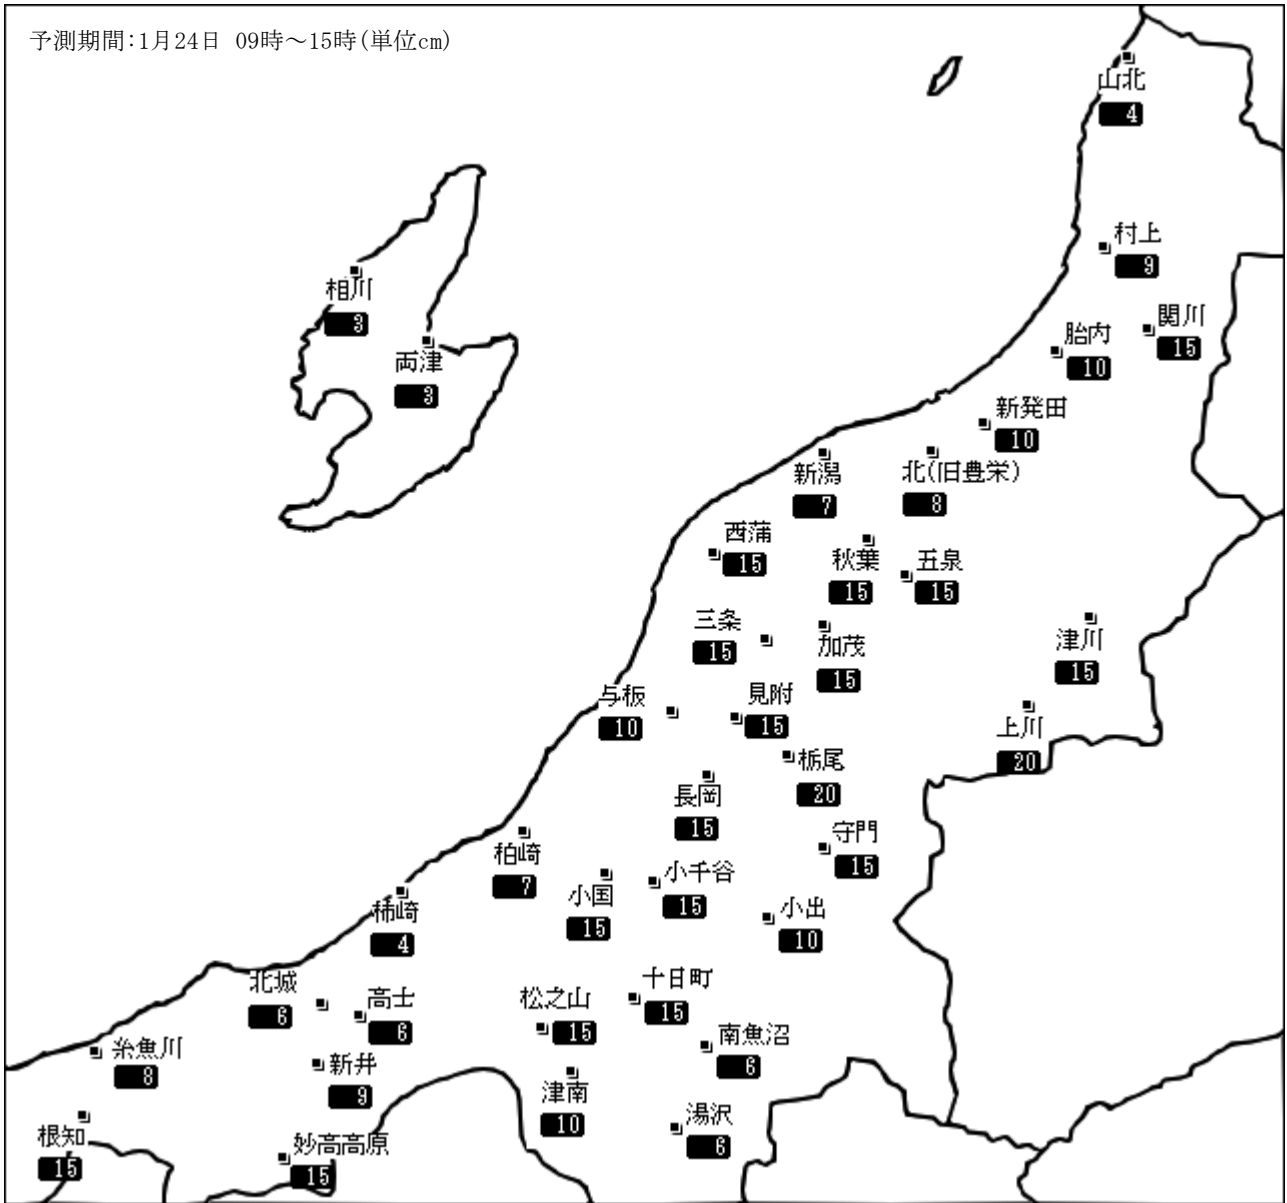 予測期間:1月24日 09時～15時(単位cm)
山北
4
村上
9
相川
3
関川
15
胎内
10
両津
3
新発田
10
新潟
7
北(旧豊栄)
8
西蒲
15
秋葉
15
五泉
15
三条
15
加茂
15
津川
15
与板
10
見附
15
上川
20
栃尾
20
長岡
15
守門
15
柏崎
7
小千谷
15
小国
15
小出
10
柿崎
4
北城
6
高士
6
松之山
15
十日町
15
南魚沼
6
糸魚川
8
新井
9
津南
10
湯沢
6
根知
15
妙高高原
15